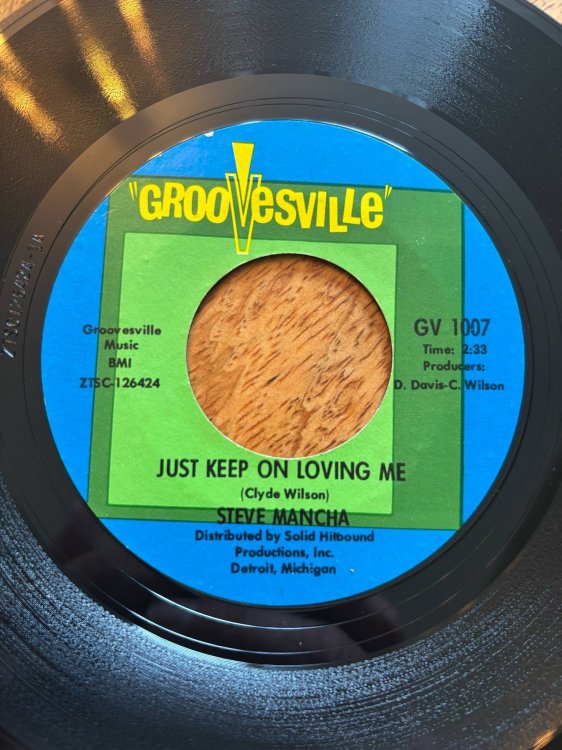 "GROOVESVILLE"
Groovesville
Music
BMI
ZTSC-126424
GV 1007
Time: 2:33
Producers:
D. Davis-C. Wilson
JUST KEEP ON LOVING ME
(Clyde Wilson)
STEVE MANCHA
Distributed by Solid Hitbound
Productions, Inc.
Detroit, Michigan